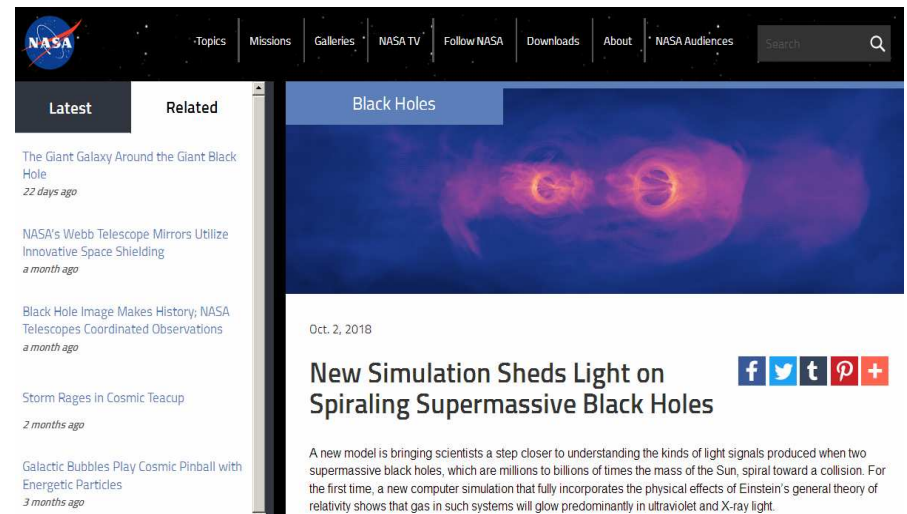 NASA
Topics
Missions
Galleries
NASA TV
Follow NASA
Downloads
About
NASA Audiences
Search
Latest
Related
The Giant Galaxy Around the Giant Black
Hole
22 days ago
NASA's Webb Telescope Mirrors Utilize
Innovative Space Shielding
a month ago
Black Hole Image Makes History; NASA
Telescopes Coordinated Observations
a month ago
Storm Rages in Cosmic Teacup
2 months ago
Galactic Bubbles Play Cosmic Pinball with
Energetic Particles
3 months ago
Black Holes
Oct. 2, 2018
New Simulation Sheds Light on
Spiraling Supermassive Black Holes
A new model is bringing scientists a step closer to understanding the kinds of light signals produced when two
supermassive black holes, which are millions to billions of times the mass of the Sun, spiral toward a collision. For
the first time, a new computer simulation that fully incorporates the physical effects of Einstein's general theory of
relativity shows that gas in such systems will glow predominantly in ultraviolet and X-ray light.